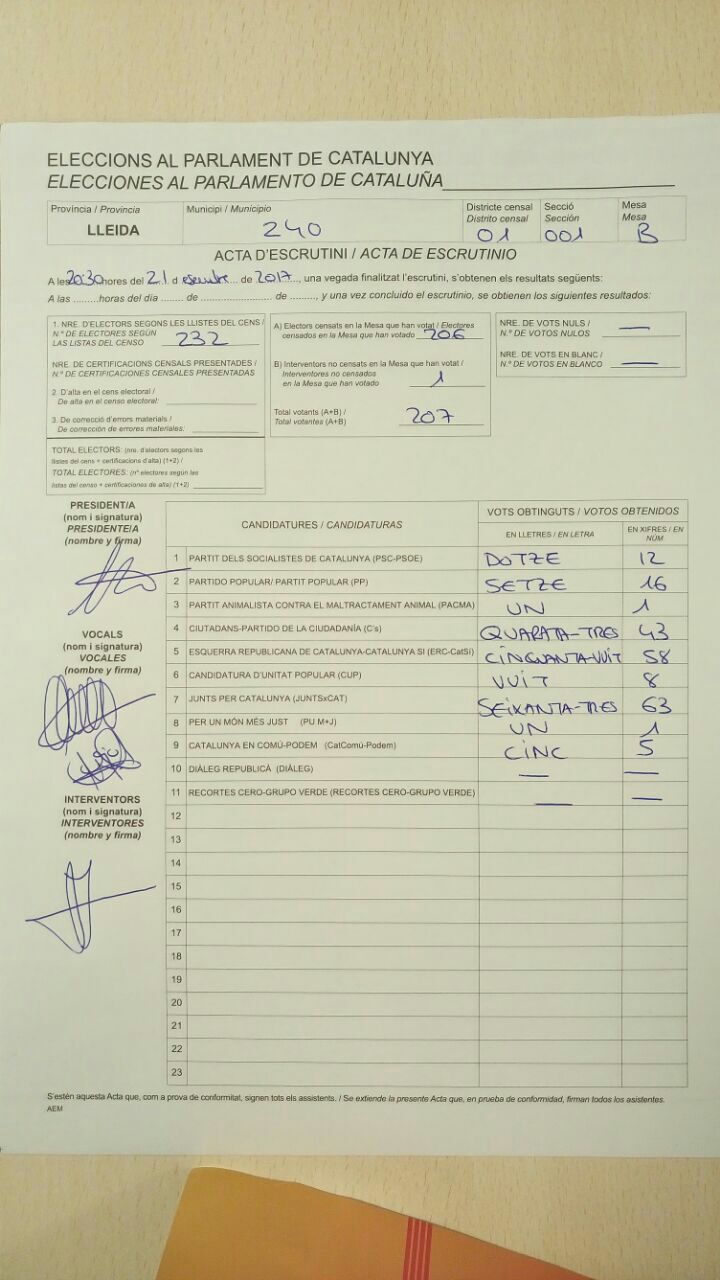 ELECCIONS AL PARLAMENT DE CATALUNYA
ELECCIONES AL PARLAMENTO DE CATALUÑA
Província / Provincia
LLEIDA
Municipi / Municipio
240
Districte censal
Distrito censal
01
Secció
Sección
001
Mesa
Mesa
B
ACTA D'ESCRUTINI / ACTA DE ESCRUTINIO
A les 20:30 hores del 21 d desembre de 2017, una vegada finalitzat l'escrutini, s'obtenen els resultats següents:
A las .........horas del día ....... de ........................ de ........., y una vez concluido el escrutinio, se obtienen los siguientes resultados:
1. NRE. D'ELECTORS SEGONS LES LLISTES DEL CENS /
N.º DE ELECTORES SEGÚN
LAS LISTAS DEL CENSO 232
NRE. DE CERTIFICACIONS CENSALS PRESENTADES /
N.º DE CERTIFICACIONES CENSALES PRESENTADAS
2. D'alta en el cens electoral /
De alta en el censo electoral:
3. De correcció d'errors materials /
De corrección de errores materiales:
TOTAL ELECTORS: (nre. d'electors segons les
llistes del cens + certificacions d'alta) (1+2) /
TOTAL ELECTORES: (nº electores según las
listas del censo + certificaciones de alta) (1+2)
A) Electors censats en la Mesa que han votat / Electores
censados en la Mesa que han votado 206
B) Interventors no censats en la Mesa que han votat /
Interventores no censados
en la Mesa que han votado 1
Total votants (A+B) /
Total votantes (A+B) 207
NRE. DE VOTS NULS /
N.º DE VOTOS NULOS —
NRE. DE VOTS EN BLANC /
N.º DE VOTOS EN BLANCO —
PRESIDENT/A
(nom i signatura)
PRESIDENTE/A
(nombre y firma)
VOCALS
(nom i signatura)
VOCALES
(nombre y firma)
INTERVENTORS
(nom i signatura)
INTERVENTORES
(nombre y firma)
CANDIDATURES / CANDIDATURAS
VOTS OBTINGUTS / VOTOS OBTENIDOS
EN LLETRES / EN LETRA
EN XIFRES / EN
NÚM
1 PARTIT DELS SOCIALISTES DE CATALUNYA (PSC-PSOE) DOTZE 12
2 PARTIDO POPULAR/ PARTIT POPULAR (PP) SETZE 16
3 PARTIT ANIMALISTA CONTRA EL MALTRACTAMENT ANIMAL (PACMA) UN 1
4 CIUTADANS-PARTIDO DE LA CIUDADANÍA (C's) QUARATA-TRES 43
5 ESQUERRA REPUBLICANA DE CATALUNYA-CATALUNYA SI (ERC-CatSí) CINQUANTA-VUIT 58
6 CANDIDATURA D'UNITAT POPULAR (CUP) VUIT 8
7 JUNTS PER CATALUNYA (JUNTSxCAT) SEIXANTA-TRES 63
8 PER UN MÓN MÉS JUST (PU M+J) UN 1
9 CATALUNYA EN COMÚ-PODEM (CatComú-Podem) CINC 5
10 DIÀLEG REPUBLICÀ (DIÀLEG) — —
11 RECORTES CERO-GRUPO VERDE (RECORTES CERO-GRUPO VERDE) — —
12
13
14
15
16
17
18
19
20
21
22
23
S'estén aquesta Acta que, com a prova de conformitat, signen tots els assistents. / Se extiende la presente Acta que, en prueba de conformidad, firman todos los asistentes.
AEM